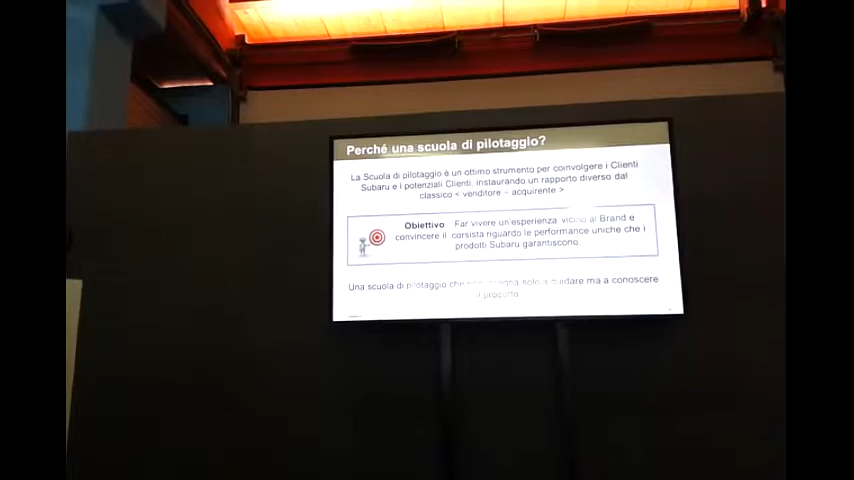 Perché una scuola di pilotaggio?
La Scuola di pilotaggio è un ottimo strumento per coinvolgere i Clienti
Subaru e i potenziali Clienti, instaurando un rapporto diverso dal
classico < venditore - acquirente >
Obiettivo Far vivere un'esperienza vicino al Brand e
convincere il corsista riguardo le performance uniche che i
prodotti Subaru garantiscono.
Una scuola di pilotaggio che solo a guidare ma a conoscere
il prodotto